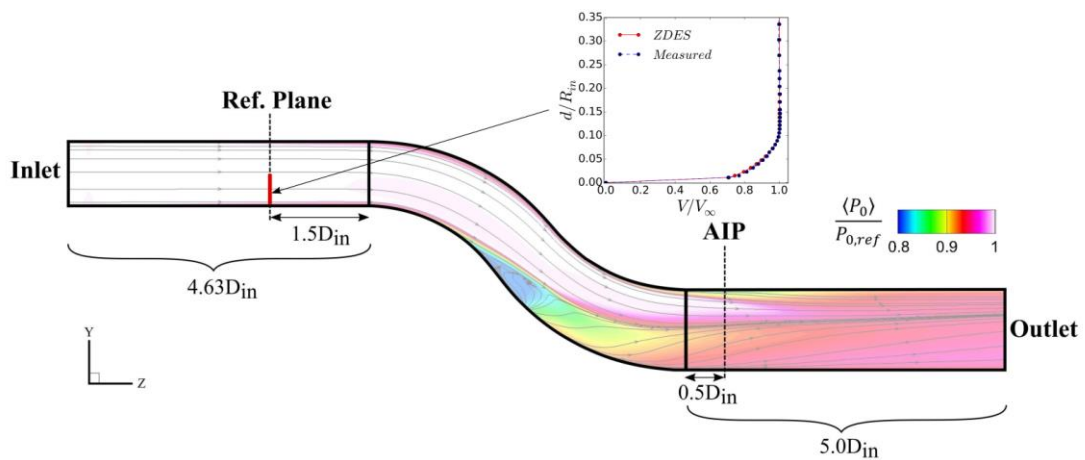 0.35
0.30
0.25
0.20
0.15
0.10
0.05
0.00
d/R_in
ZDES
Measured
0.0 0.2 0.4 0.6 0.8 1.0
V/V_∞
Ref. Plane
Inlet
1.5D_in
4.63D_in
⟨P_0⟩
P_0,ref
0.8 0.9 1
AIP
Outlet
0.5D_in
5.0D_in
Y
Z